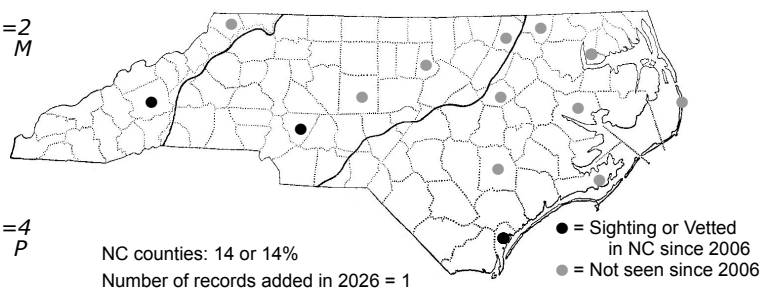 =2
M
=4
P
NC counties: 14 or 14%
Number of records added in 2026 = 1
● = Sighting or Vetted
in NC since 2006
● = Not seen since 2006